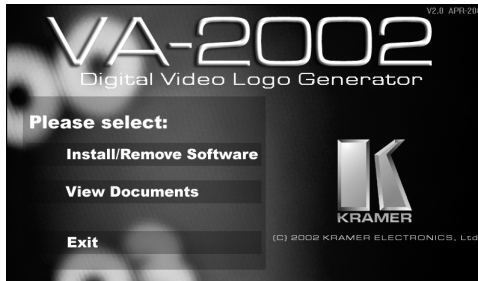 V2.0 APR-20
VA-2002
Digital Video Logo Generator
Please select:
Install/Remove Software
View Documents
Exit
KRAMER
(C) 2002 KRAMER ELECTRONICS, Ltd